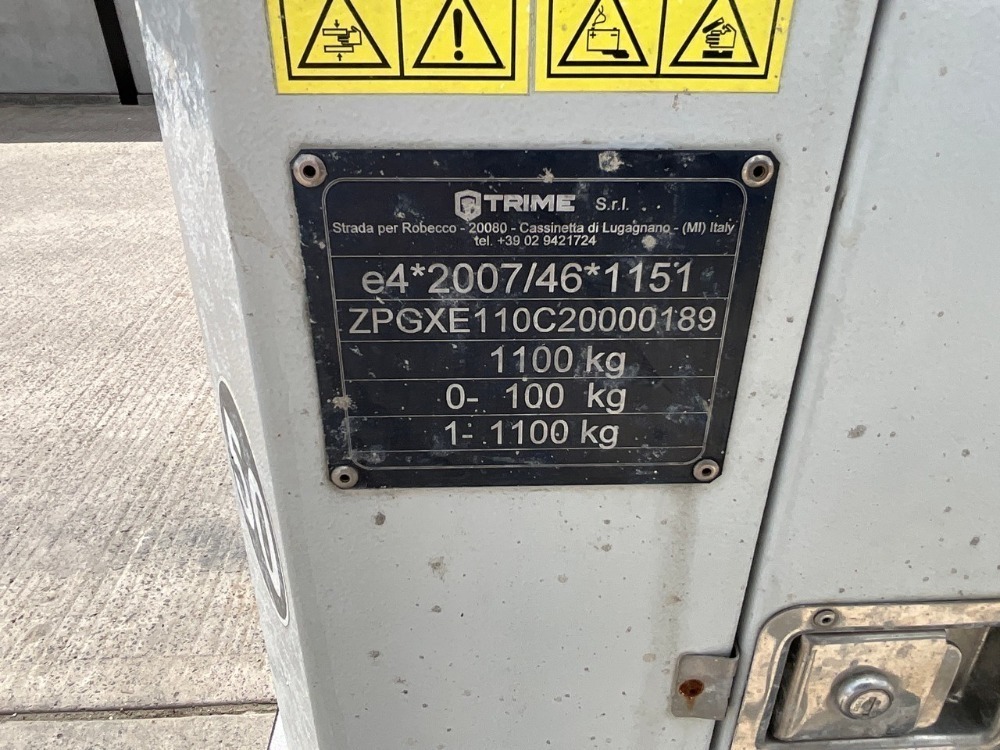 TRIME S.r.l.
Strada per Robecco - 20080 - Cassinetta di Lugagnano - (MI) Italy
tel. +39 02 9421724
e4*2007/46*1151
ZPGXE110C20000189
1100 kg
0- 100 kg
1- 1100 kg